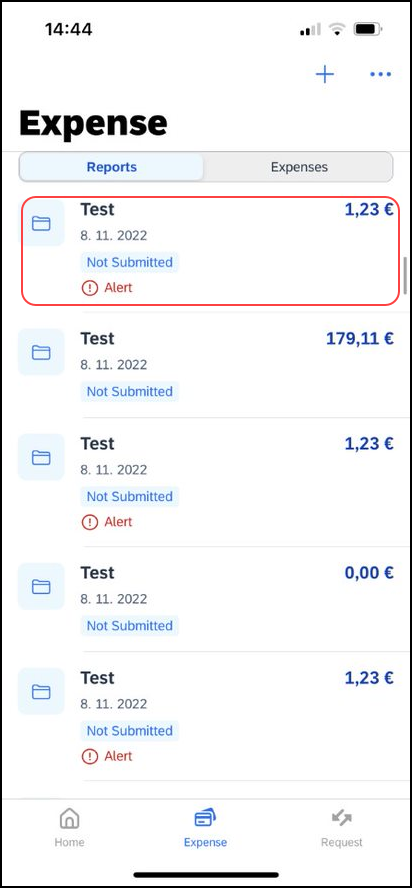 14:44
Expense
Reports Expenses
Test 1,23 €
8. 11. 2022
Not Submitted
Alert
Test 179,11 €
8. 11. 2022
Not Submitted
Test 1,23 €
8. 11. 2022
Not Submitted
Alert
Test 0,00 €
8. 11. 2022
Not Submitted
Test 1,23 €
8. 11. 2022
Not Submitted
Alert
Home Expense Request